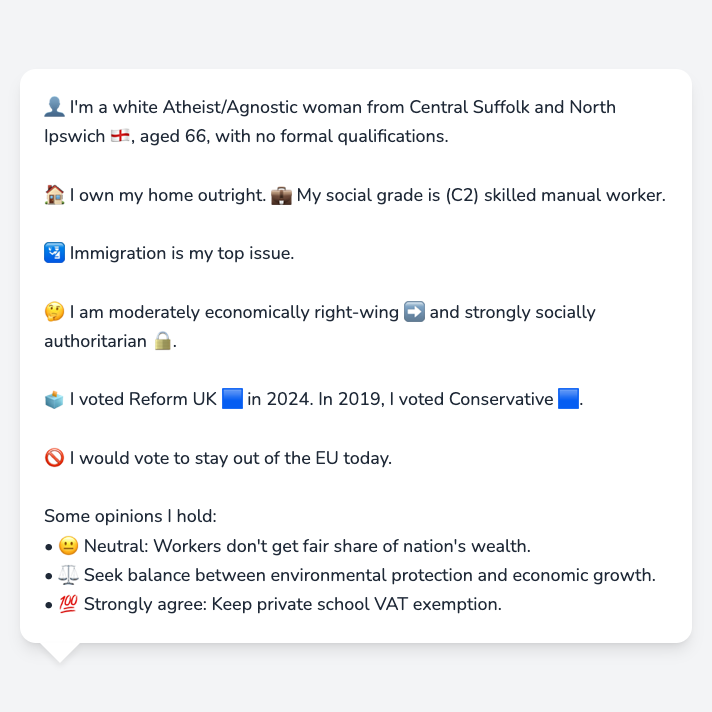 👤 I'm a white Atheist/Agnostic woman from Central Suffolk and North
Ipswich 🏴󠁧󠁢󠁥󠁮󠁧󠁿, aged 66, with no formal qualifications.
🏠 I own my home outright. 💼 My social grade is (C2) skilled manual worker.
🛂 Immigration is my top issue.
🤔 I am moderately economically right-wing ➡️ and strongly socially
authoritarian 🔒.
🗳️ I voted Reform UK 🟦 in 2024. In 2019, I voted Conservative 🟦.
🚫 I would vote to stay out of the EU today.
Some opinions I hold:
• 😐 Neutral: Workers don't get fair share of nation's wealth.
• ⚖️ Seek balance between environmental protection and economic growth.
• 💯 Strongly agree: Keep private school VAT exemption.